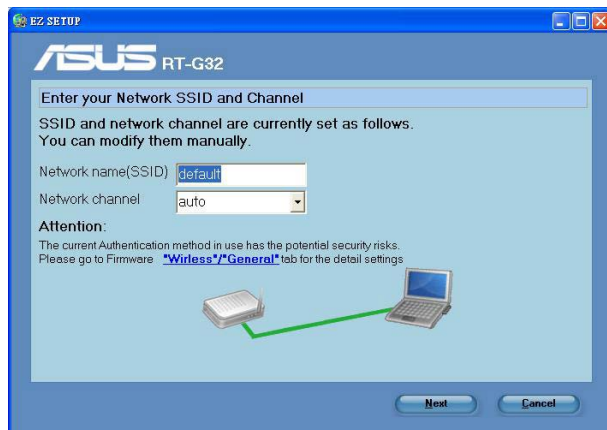 EZ SETUP
ASUS RT-G32
Enter your Network SSID and Channel
SSID and network channel are currently set as follows.
You can modify them manually.
Network name(SSID) default
Network channel auto
Attention:
The current Authentication method in use has the potential security risks.
Please go to Firmware "Wirless"/"General" tab for the detail settings
Next Cancel